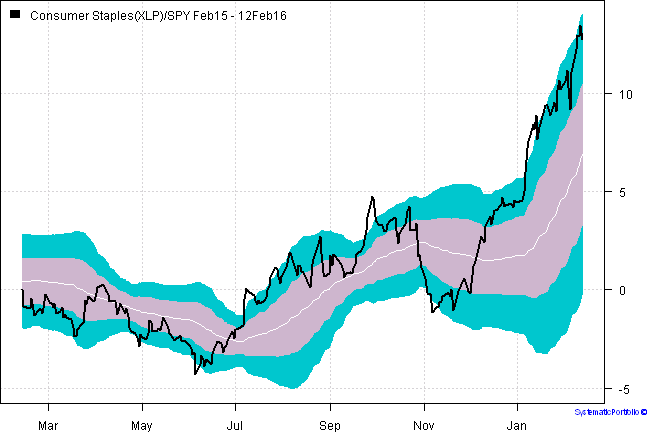 Consumer Staples(XLP)/SPY Feb15 - 12Feb16
10
5
0
-5
Mar May Jul Sep Nov Jan
SystematicPortfolio ©